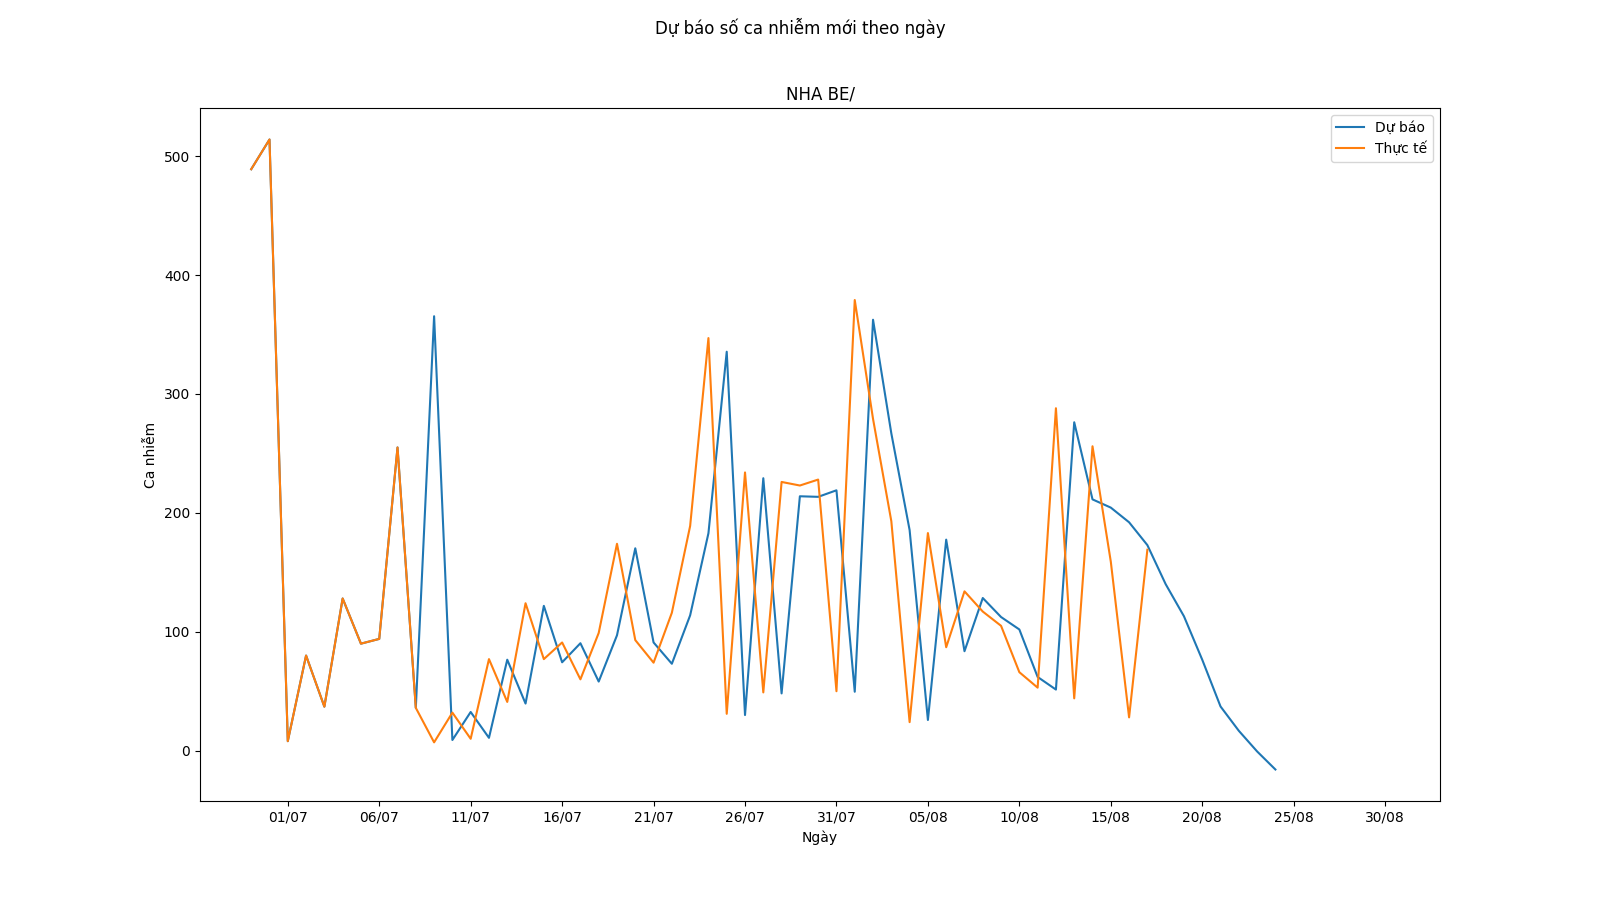 Dự báo số ca nhiễm mới theo ngày
NHA BE/
Dự báo
Thực tế
500
400
300
200
100
0
Ca nhiễm
01/07 06/07 11/07 16/07 21/07 26/07 31/07 05/08 10/08 15/08 20/08 25/08 30/08
Ngày